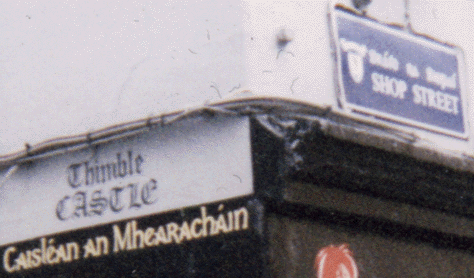 Thimble
CASTLE
Caisleán an Mhearacháin
SHOP STREET